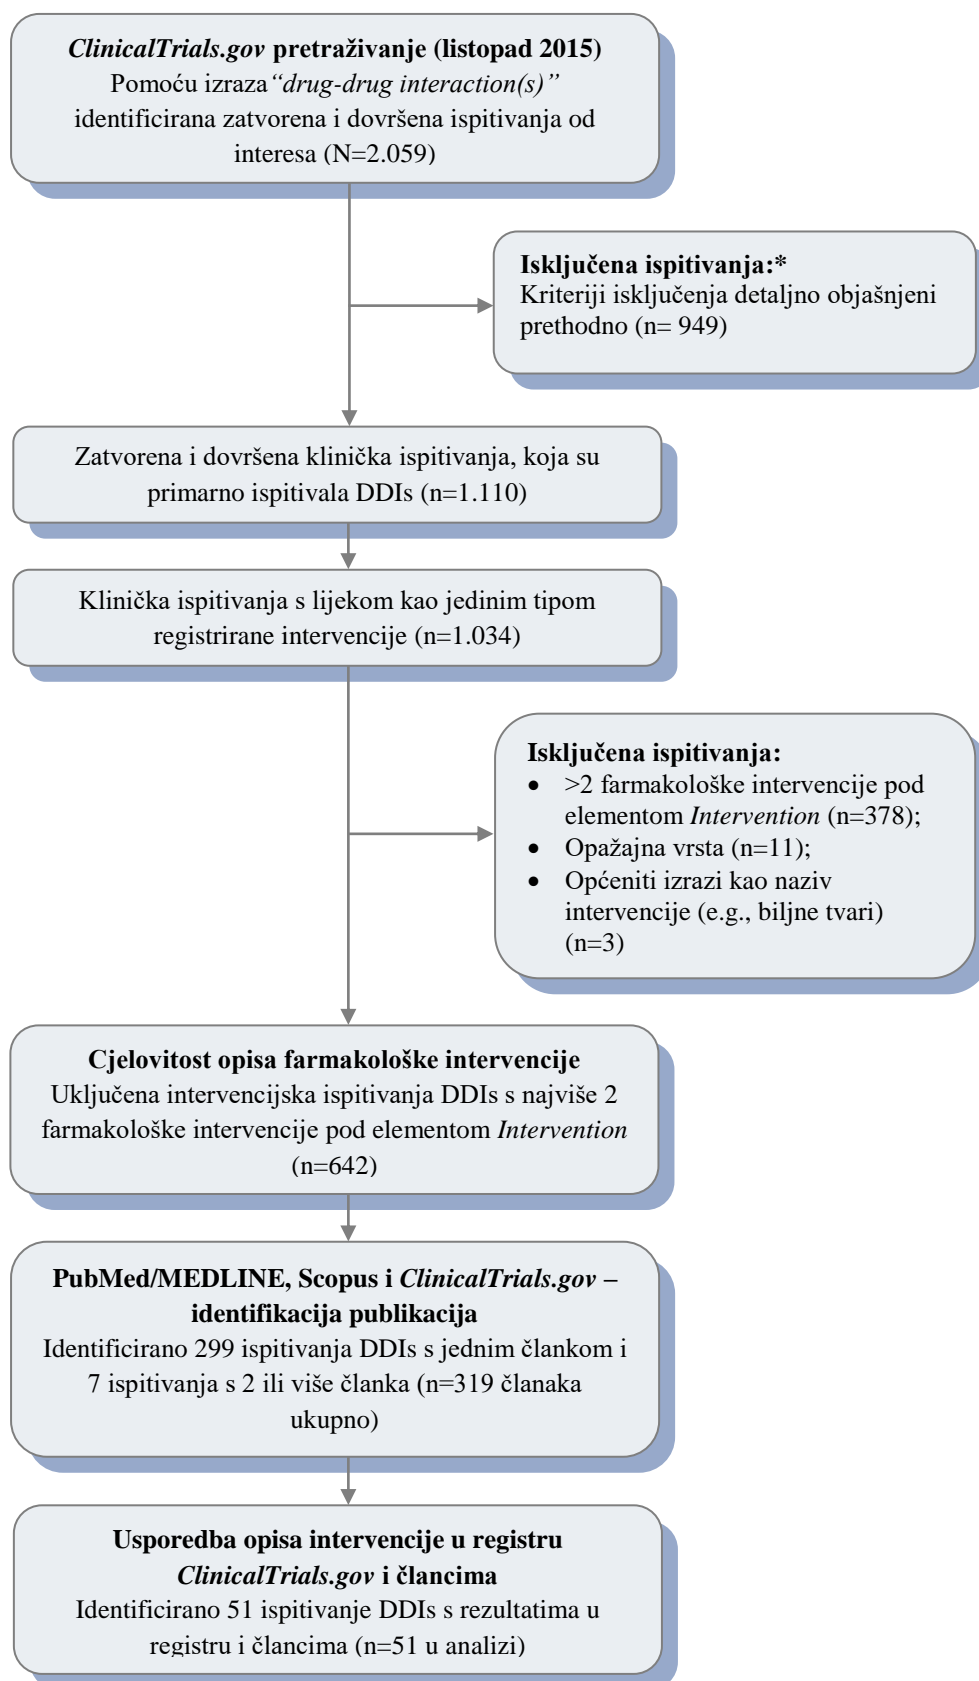 ClinicalTrials.gov pretraživanje (listopad 2015)
Pomoću izraza “drug-drug interaction(s)”
identificirana zatvorena i dovršena ispitivanja od
interesa (N=2.059)
Isključena ispitivanja:*
Kriteriji isključenja detaljno objašnjeni
prethodno (n= 949)
Zatvorena i dovršena klinička ispitivanja, koja su
primarno ispitivala DDIs (n=1.110)
Klinička ispitivanja s lijekom kao jedinim tipom
registrirane intervencije (n=1.034)
Isključena ispitivanja:
• >2 farmakološke intervencije pod
elementom Intervention (n=378);
• Opažajna vrsta (n=11);
• Općeniti izrazi kao naziv
intervencije (e.g., biljne tvari)
(n=3)
Cjelovitost opisa farmakološke intervencije
Uključena intervencijska ispitivanja DDIs s najviše 2
farmakološke intervencije pod elementom Intervention
(n=642)
PubMed/MEDLINE, Scopus i ClinicalTrials.gov –
identifikacija publikacija
Identificirano 299 ispitivanja DDIs s jednim člankom i
7 ispitivanja s 2 ili više članka (n=319 članaka
ukupno)
Usporedba opisa intervencije u registru
ClinicalTrials.gov i člancima
Identificirano 51 ispitivanje DDIs s rezultatima u
registru i člancima (n=51 u analizi)